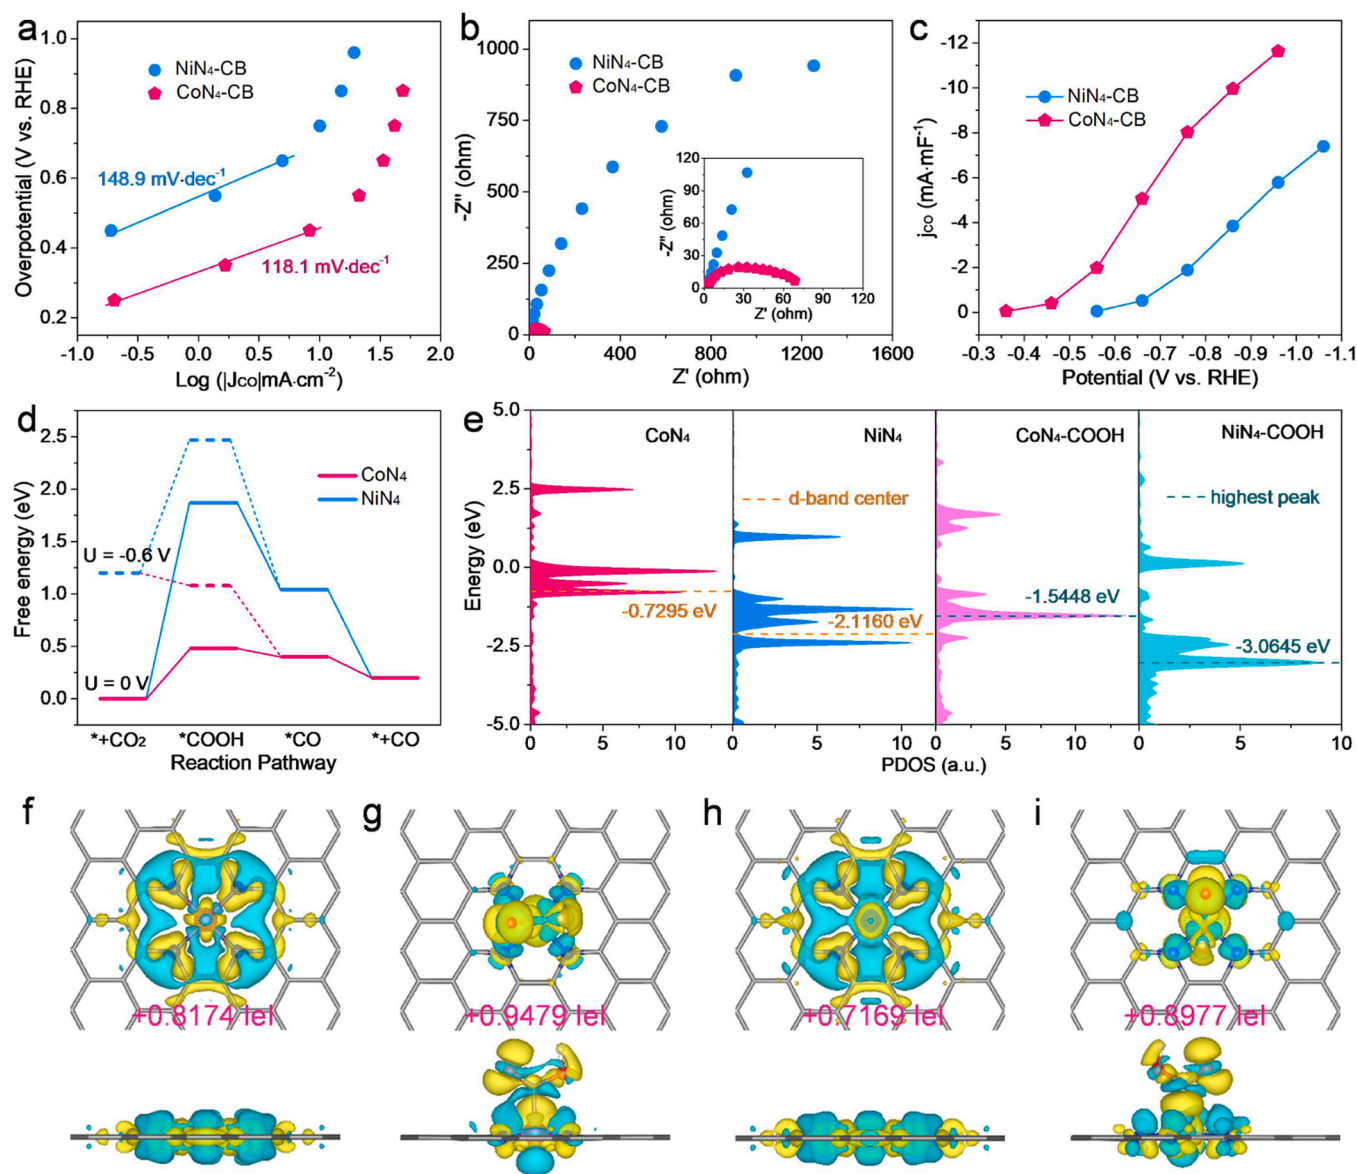 a
1.0
0.8
0.6
0.4
0.2
Overpotential (V vs. RHE)
NiN₄-CB
CoN₄-CB
148.9 mV·dec⁻¹
118.1 mV·dec⁻¹
-1.0 -0.5 0.0 0.5 1.0 1.5 2.0
Log (|Jco|mA·cm⁻²)
b
1000
750
500
250
0
-Z" (ohm)
NiN₄-CB
CoN₄-CB
120
90
60
30
0
-Z" (ohm)
0 30 60 90 120
Z' (ohm)
0 400 800 1200 1600
Z' (ohm)
c
-12
-10
-8
-6
-4
-2
0
jco (mA·mF⁻¹)
NiN₄-CB
CoN₄-CB
-0.3 -0.4 -0.5 -0.6 -0.7 -0.8 -0.9 -1.0 -1.1
Potential (V vs. RHE)
d
2.5
2.0
1.5
1.0
0.5
0.0
Free energy (eV)
CoN₄
NiN₄
U = -0.6 V
U = 0 V
*+CO₂ *COOH *CO *+CO
Reaction Pathway
e
5.0
2.5
0.0
-2.5
-5.0
Energy (eV)
CoN₄ NiN₄ CoN₄-COOH NiN₄-COOH
d-band center highest peak
-0.7295 eV
-2.1160 eV
-1.5448 eV
-3.0645 eV
0 5 10 0 5 10 0 5 10 0 5 10
PDOS (a.u.)
f g h i
+0.8174 lel +0.9479 lel +0.7169 lel +0.8977 lel